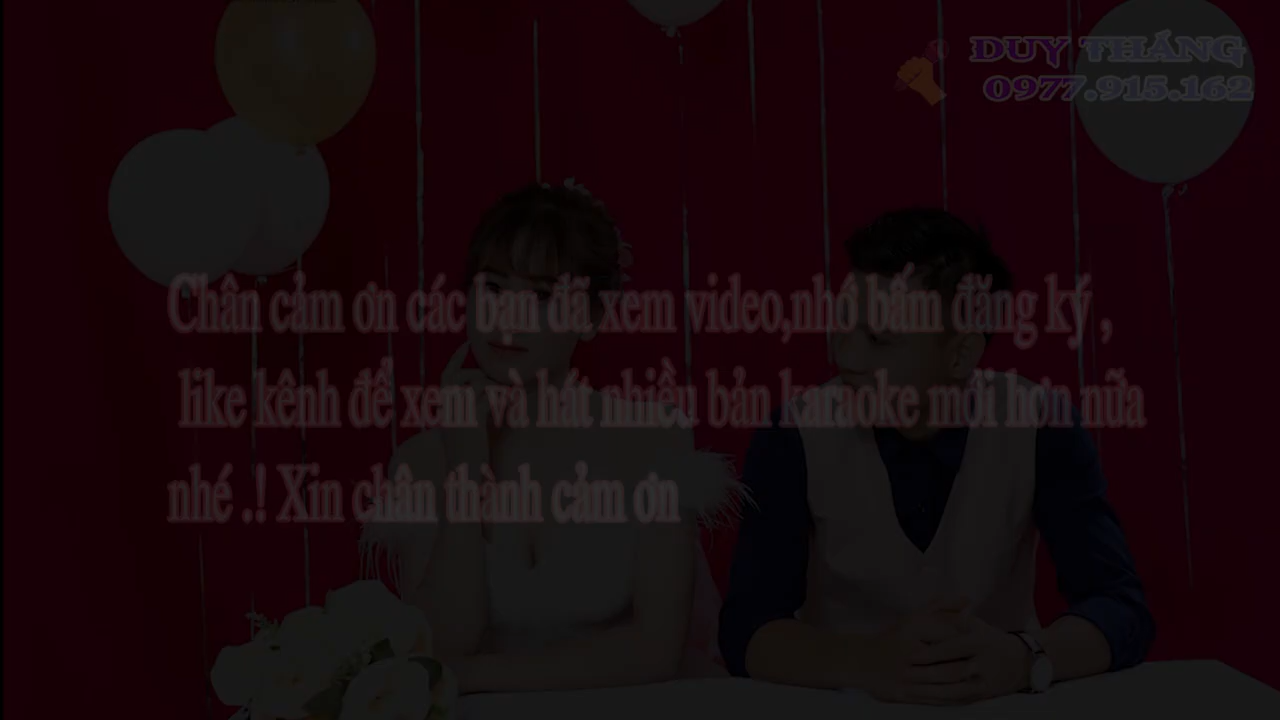 DUY THÁNG
0977.915.162
Chân cảm ơn các bạn đã xem video,nhớ bấm đăng ký ,
like kênh để xem và hát nhiều bản karaoke mới hơn nữa
nhé .! Xin chân thành cảm ơn